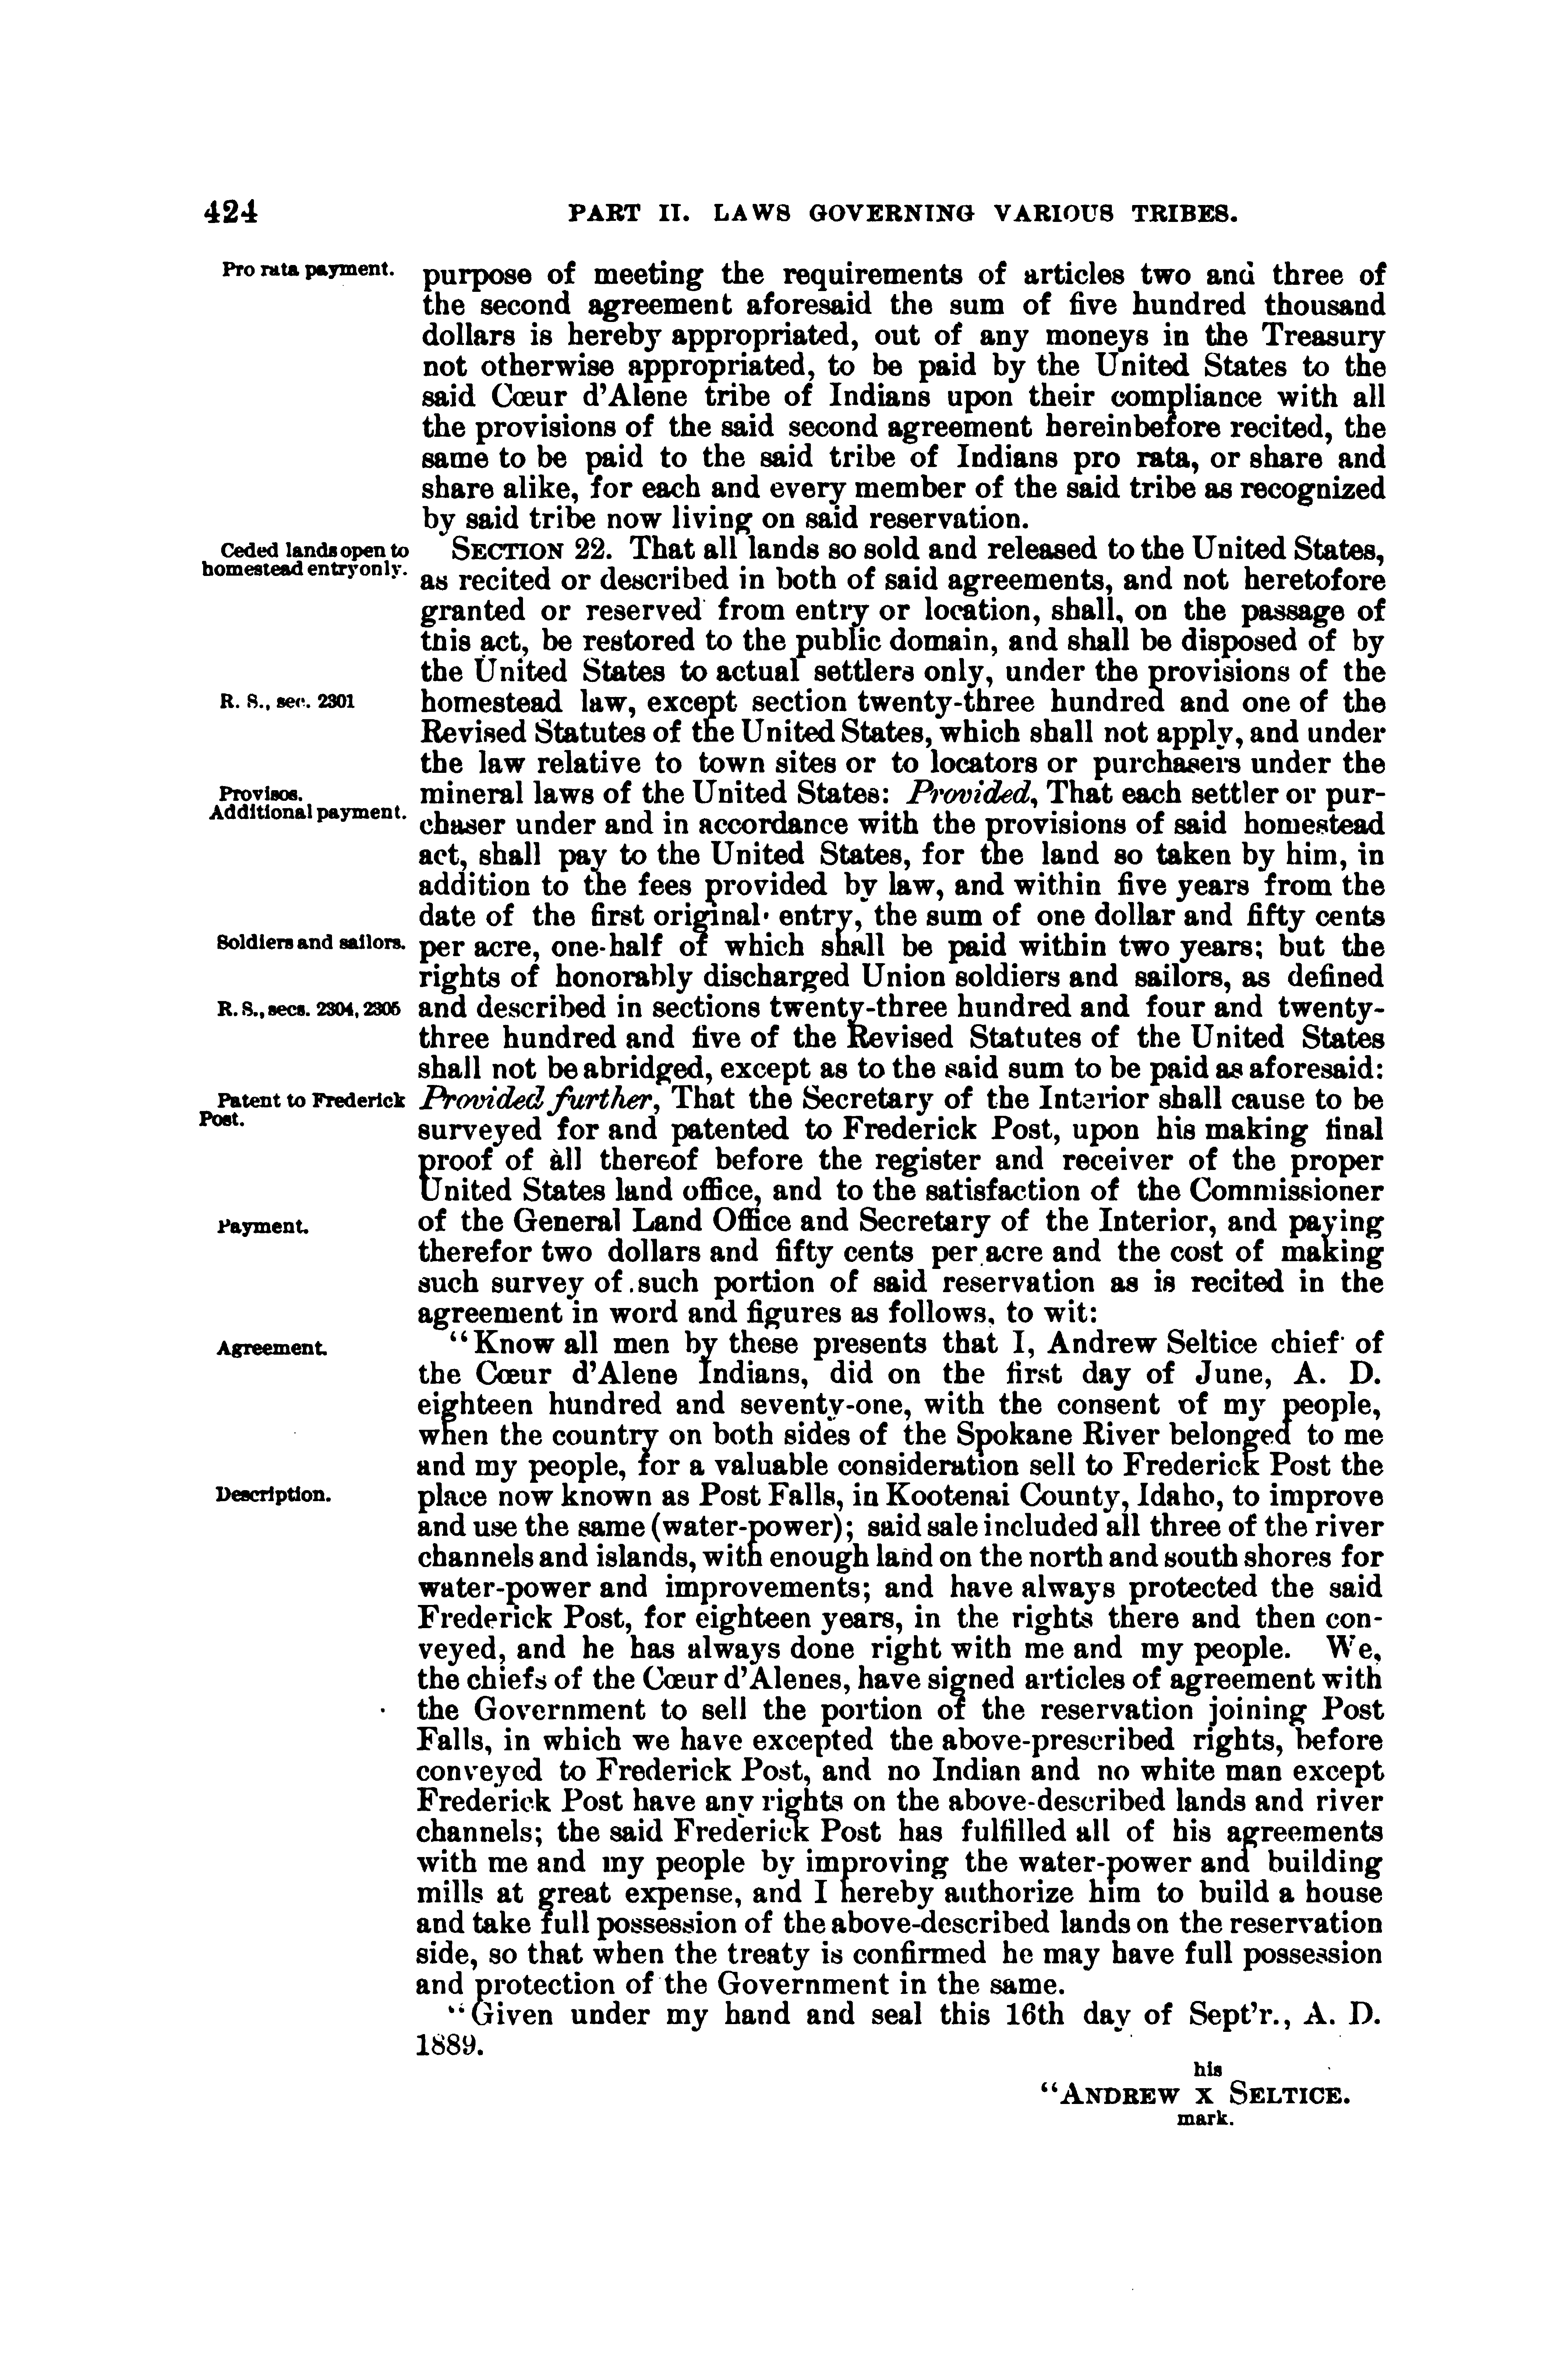 424 PART II. LAWS GOVERNING VARIOUS TRIBES.
Pro rata payment. purpose of meeting the requirements of articles two and three of
the second agreement aforesaid the sum of five hundred thousand
dollars is hereby appropriated, out of any moneys in the Treasury
not otherwise appropriated, to be paid by the United States to the
said Cœur d'Alene tribe of Indians upon their compliance with all
the provisions of the said second agreement hereinbefore recited, the
same to be paid to the said tribe of Indians pro rata, or share and
share alike, for each and every member of the said tribe as recognized
by said tribe now living on said reservation.
Ceded lands open to
homestead entry only.
SECTION 22. That all lands so sold and released to the United States,
as recited or described in both of said agreements, and not heretofore
granted or reserved from entry or location, shall, on the passage of
this act, be restored to the public domain, and shall be disposed of by
the United States to actual settlers only, under the provisions of the
R. S., sec. 2301 homestead law, except section twenty-three hundred and one of the
Revised Statutes of the United States, which shall not apply, and under
the law relative to town sites or to locators or purchasers under the
Provisos.
Additional payment.
mineral laws of the United States: Provided, That each settler or pur-
chaser under and in accordance with the provisions of said homestead
act, shall pay to the United States, for the land so taken by him, in
addition to the fees provided by law, and within five years from the
date of the first original entry, the sum of one dollar and fifty cents
Soldiers and sailors. per acre, one-half of which shall be paid within two years; but the
rights of honorably discharged Union soldiers and sailors, as defined
R. S., secs. 2304, 2305 and described in sections twenty-three hundred and four and twenty-
three hundred and five of the Revised Statutes of the United States
shall not be abridged, except as to the said sum to be paid as aforesaid:
Patent to Frederick
Post.
Provided further, That the Secretary of the Interior shall cause to be
surveyed for and patented to Frederick Post, upon his making final
proof of all thereof before the register and receiver of the proper
United States land office, and to the satisfaction of the Commissioner
Payment. of the General Land Office and Secretary of the Interior, and paying
therefor two dollars and fifty cents per acre and the cost of making
such survey of such portion of said reservation as is recited in the
agreement in word and figures as follows, to wit:
Agreement. "Know all men by these presents that I, Andrew Seltice chief of
the Cœur d'Alene Indians, did on the first day of June, A. D.
eighteen hundred and seventy-one, with the consent of my people,
when the country on both sides of the Spokane River belonged to me
and my people, for a valuable consideration sell to Frederick Post the
Description. place now known as Post Falls, in Kootenai County, Idaho, to improve
and use the same (water-power); said sale included all three of the river
channels and islands, with enough land on the north and south shores for
water-power and improvements; and have always protected the said
Frederick Post, for eighteen years, in the rights there and then con-
veyed, and he has always done right with me and my people. We,
the chiefs of the Cœur d'Alenes, have signed articles of agreement with
the Government to sell the portion of the reservation joining Post
Falls, in which we have excepted the above-prescribed rights, before
conveyed to Frederick Post, and no Indian and no white man except
Frederick Post have any rights on the above-described lands and river
channels; the said Frederick Post has fulfilled all of his agreements
with me and my people by improving the water-power and building
mills at great expense, and I hereby authorize him to build a house
and take full possession of the above-described lands on the reservation
side, so that when the treaty is confirmed he may have full possession
and protection of the Government in the same.
"Given under my hand and seal this 16th day of Sept'r., A. D.
1889.
his
"ANDREW X SELTICE.
mark.